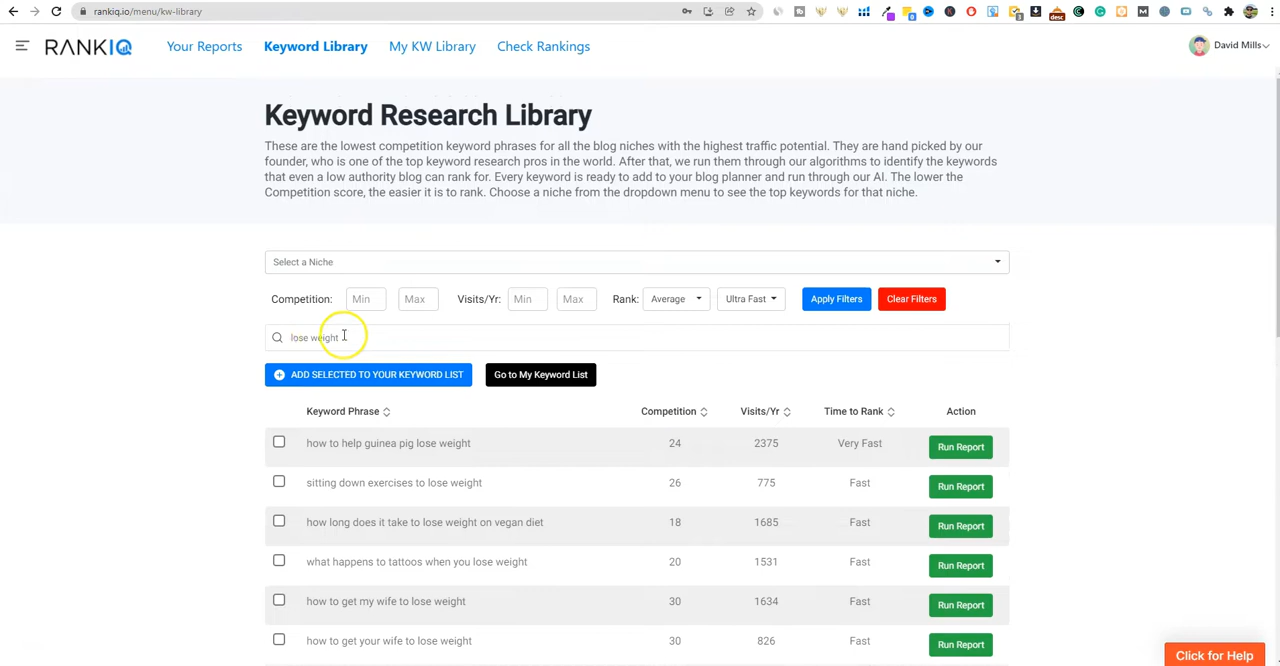 rankiq.io/menu/kw-library
desc
RANKIQ Your Reports Keyword Library My KW Library Check Rankings David Mills
Keyword Research Library
These are the lowest competition keyword phrases for all the blog niches with the highest traffic potential. They are hand picked by our
founder, who is one of the top keyword research pros in the world. After that, we run them through our algorithms to identify the keywords
that even a low authority blog can rank for. Every keyword is ready to add to your blog planner and run through our AI. The lower the
Competition score, the easier it is to rank. Choose a niche from the dropdown menu to see the top keywords for that niche.
Select a Niche
Competition: Min Max Visits/Yr: Min Max Rank: Average Ultra Fast Apply Filters Clear Filters
lose weight
ADD SELECTED TO YOUR KEYWORD LIST Go to My Keyword List
Keyword Phrase Competition Visits/Yr Time to Rank Action
how to help guinea pig lose weight 24 2375 Very Fast Run Report
sitting down exercises to lose weight 26 775 Fast Run Report
how long does it take to lose weight on vegan diet 18 1685 Fast Run Report
what happens to tattoos when you lose weight 20 1531 Fast Run Report
how to get my wife to lose weight 30 1634 Fast Run Report
how to get your wife to lose weight 30 826 Fast Run Report
Click for Help